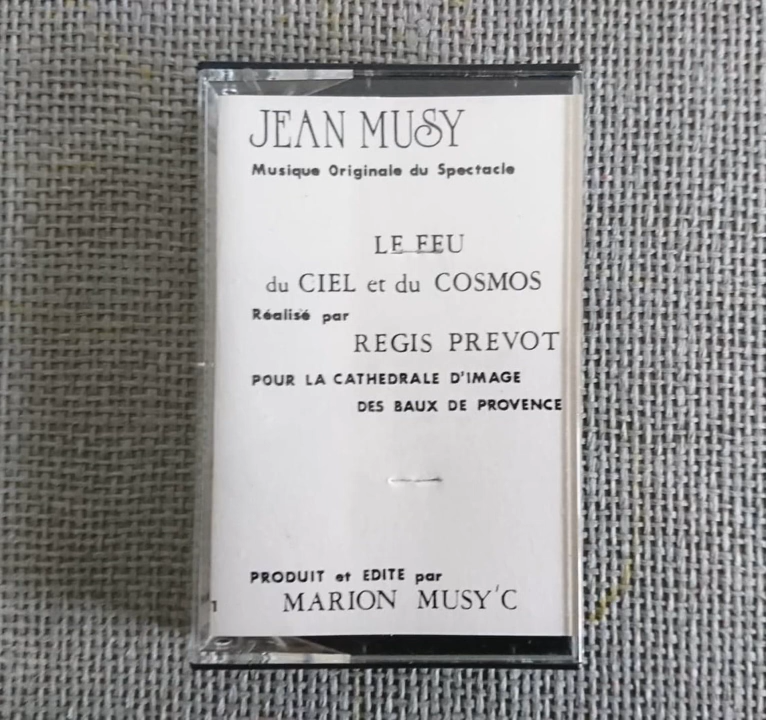 JEAN MUSY
Musique Originale du Spectacle
LE FEU
du CIEL et du COSMOS
Réalisé par
REGIS PREVOT
POUR LA CATHEDRALE D'IMAGE
DES BAUX DE PROVENCE
PRODUIT et EDITE par
MARION MUSY'C
1